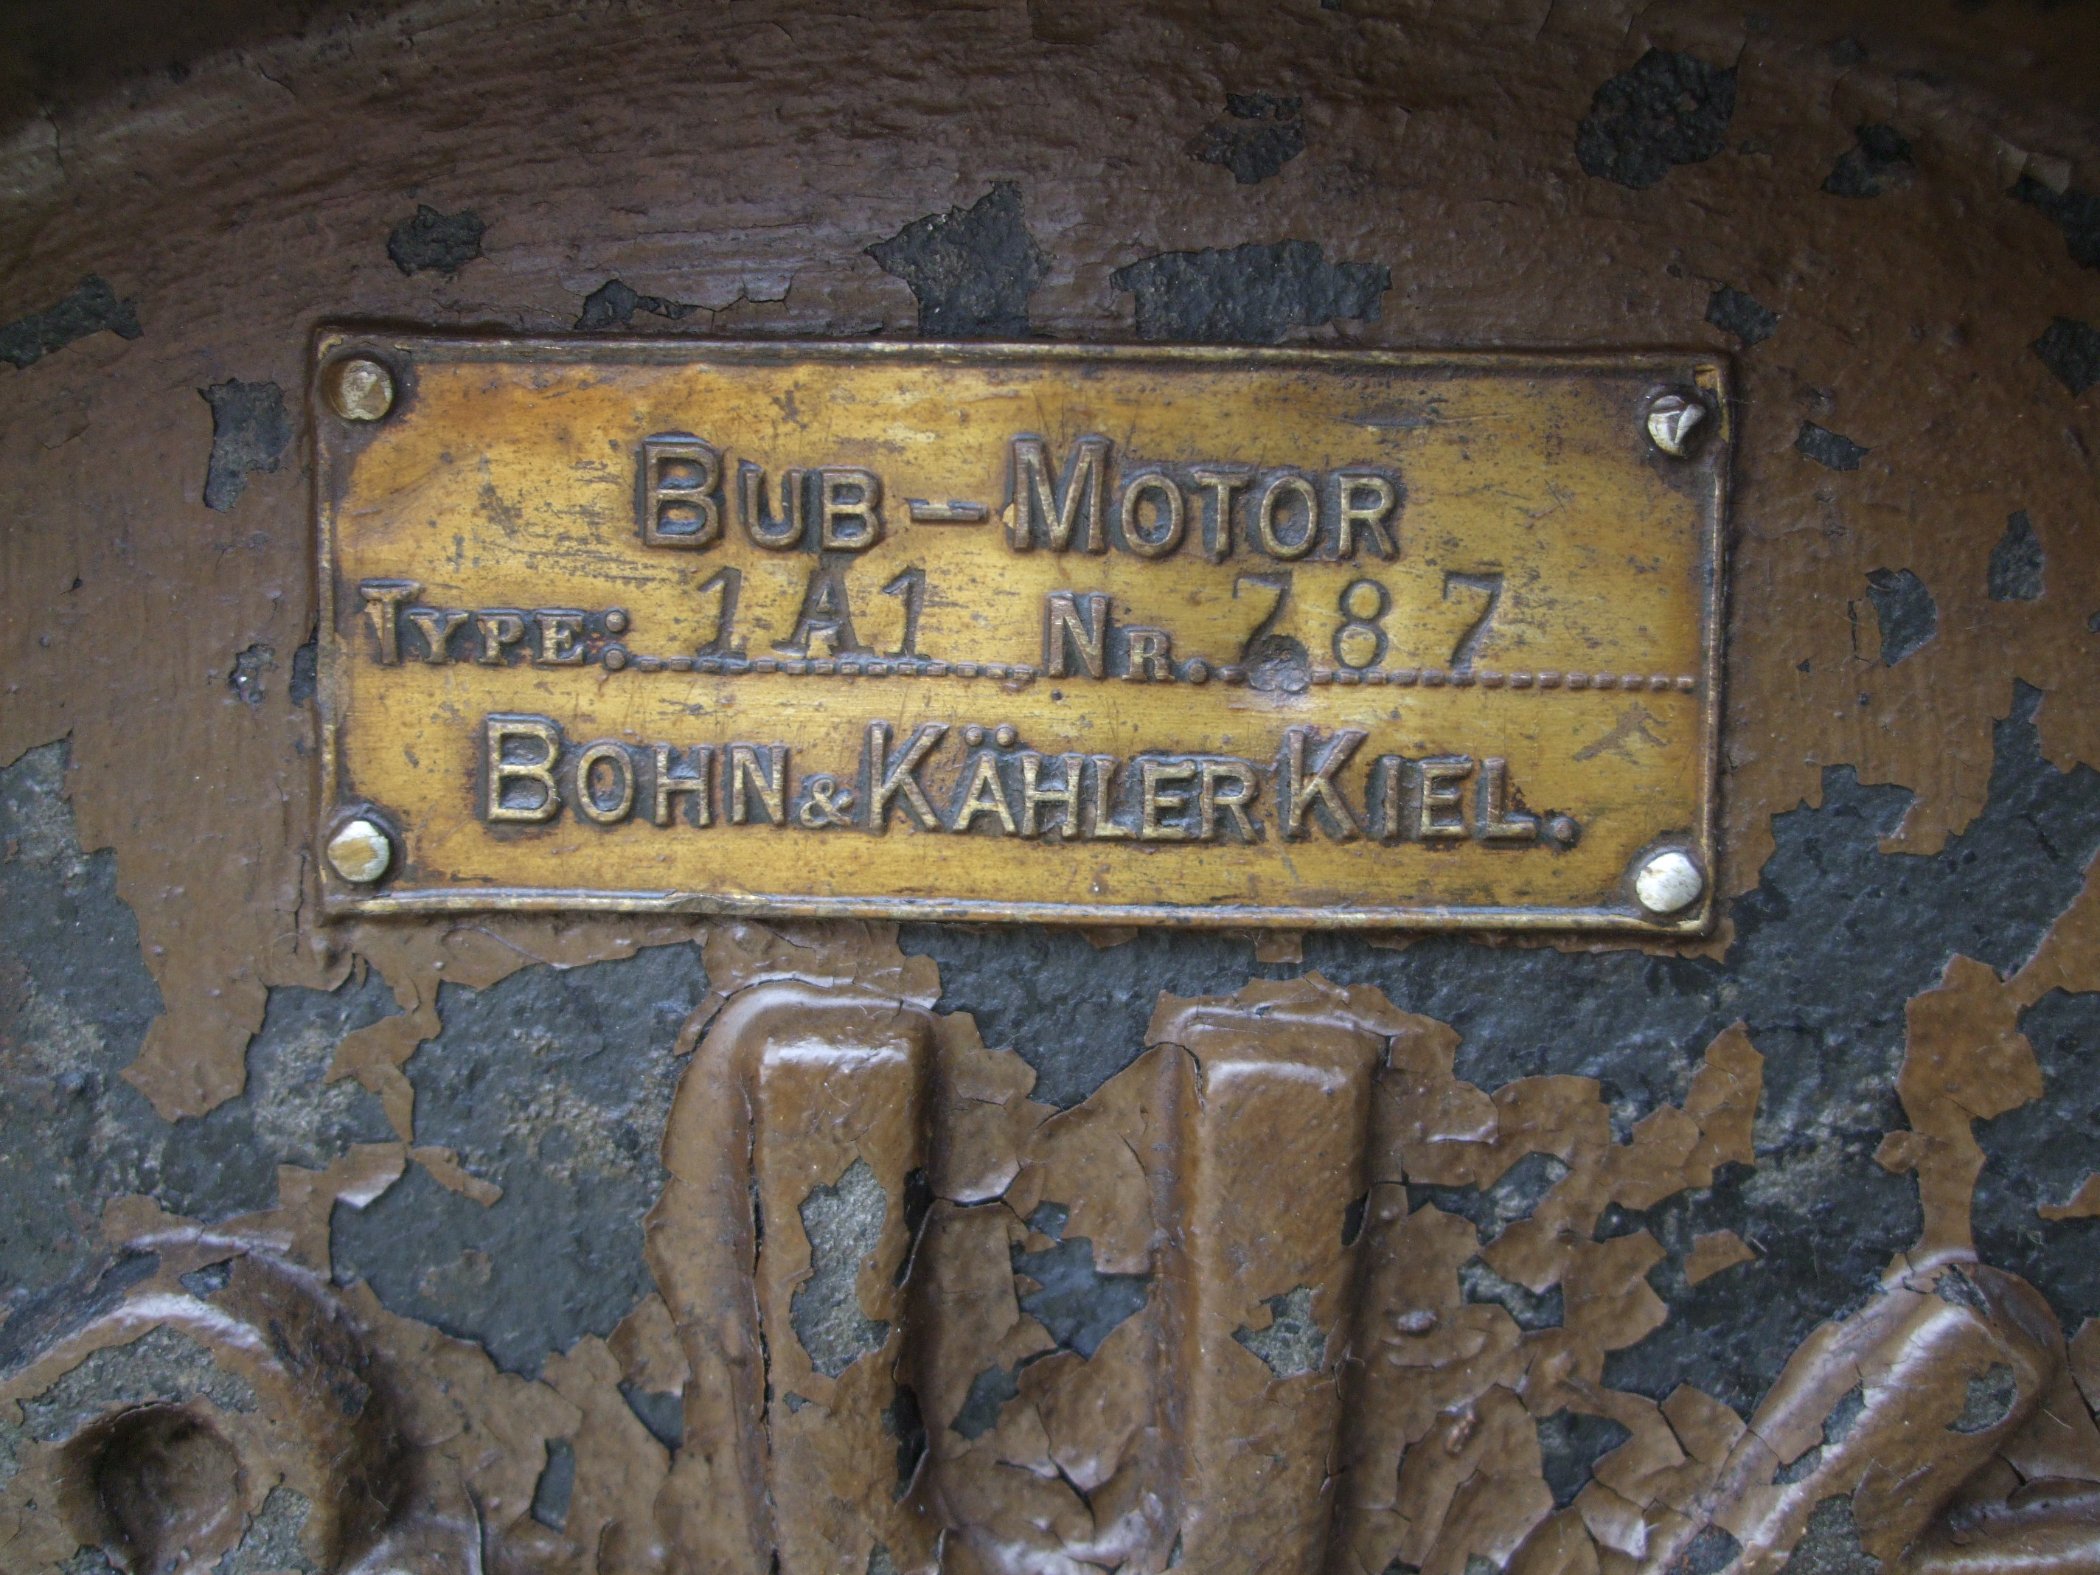 BUB-MOTOR
TYPE: 1A1 NR. 787
BOHN & KÄHLER KIEL.